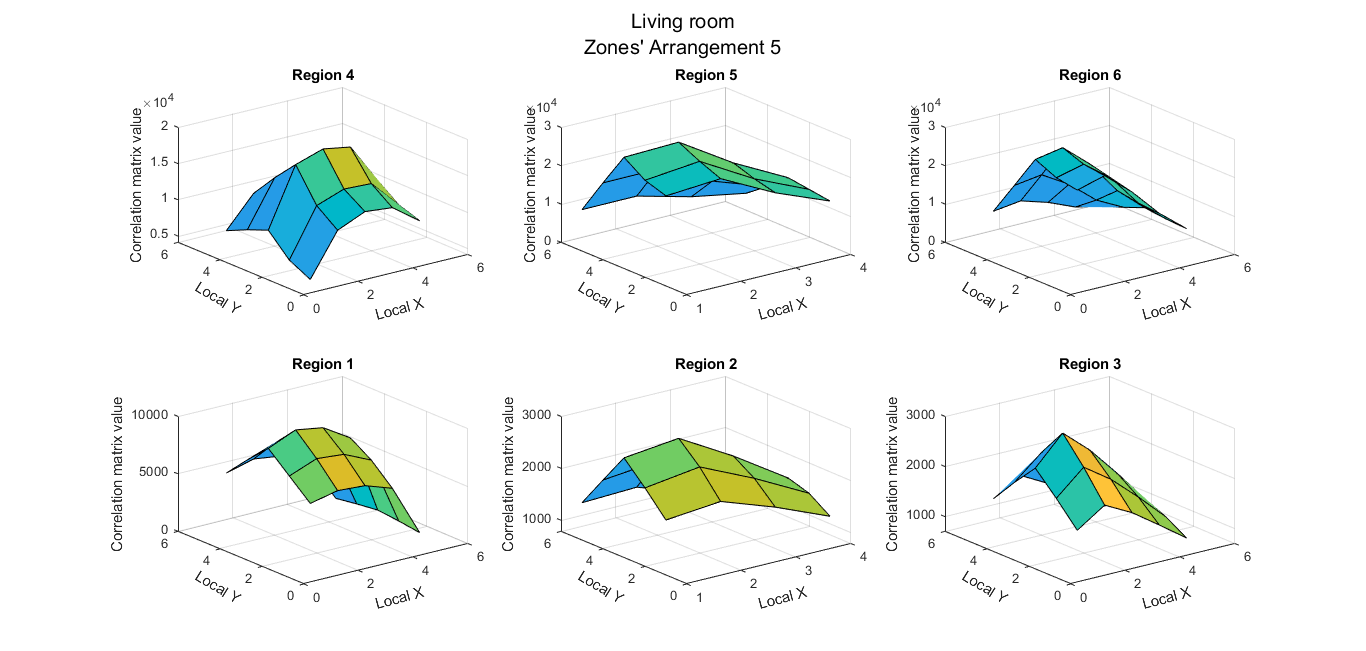 Living room
Zones' Arrangement 5
Region 4
×10^4
Correlation matrix value
2
1.5
1
0.5
6
4
2
0
Local Y
0
2
4
6
Local X
Region 5
×10^4
Correlation matrix value
3
2
1
0
6
4
2
0
Local Y
1
2
3
4
Local X
Region 6
×10^4
Correlation matrix value
3
2
1
0
6
4
2
0
Local Y
0
2
4
6
Local X
Region 1
Correlation matrix value
10000
5000
0
6
4
2
0
Local Y
0
2
4
6
Local X
Region 2
Correlation matrix value
3000
2000
1000
6
4
2
0
Local Y
1
2
3
4
Local X
Region 3
Correlation matrix value
3000
2000
1000
6
4
2
0
Local Y
0
2
4
6
Local X